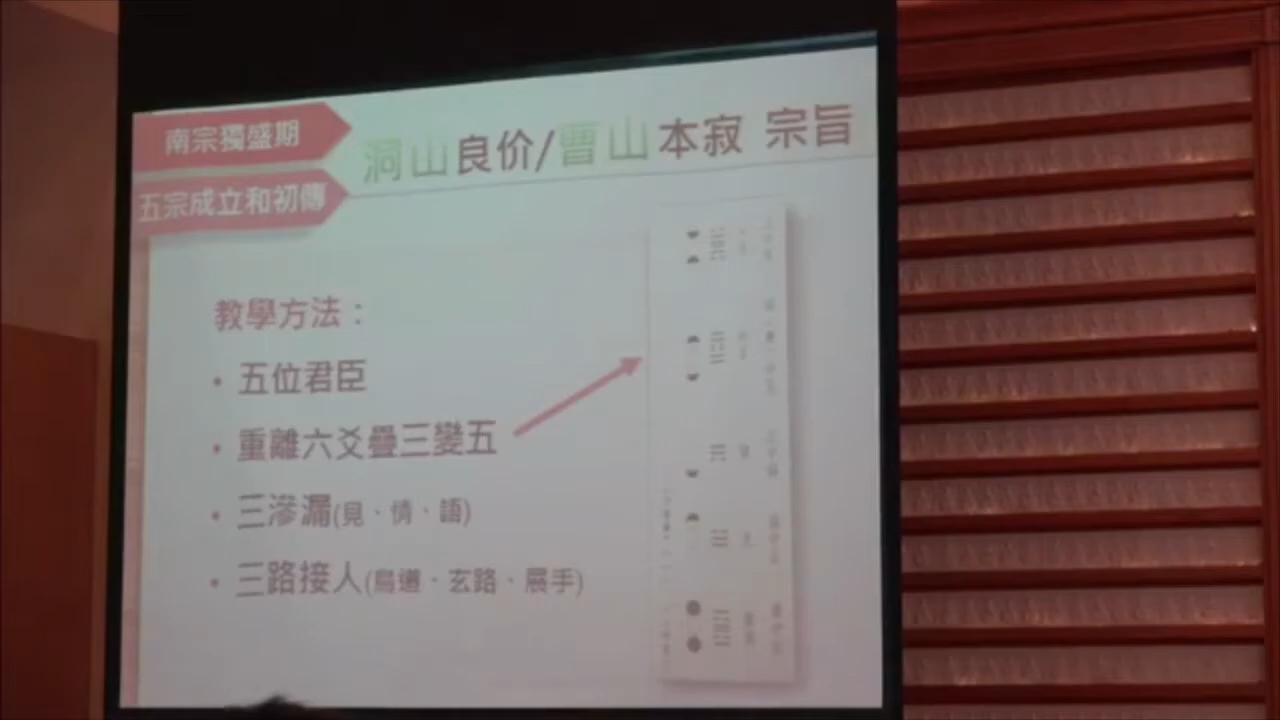 南宗獨盛期
洞山良价/曹山本寂 宗旨
五宗成立和初傳
教學方法：
• 五位君臣
• 重離六爻疊三變五
• 三滲漏(見、情、語)
• 三路接人(鳥道、玄路、展手)